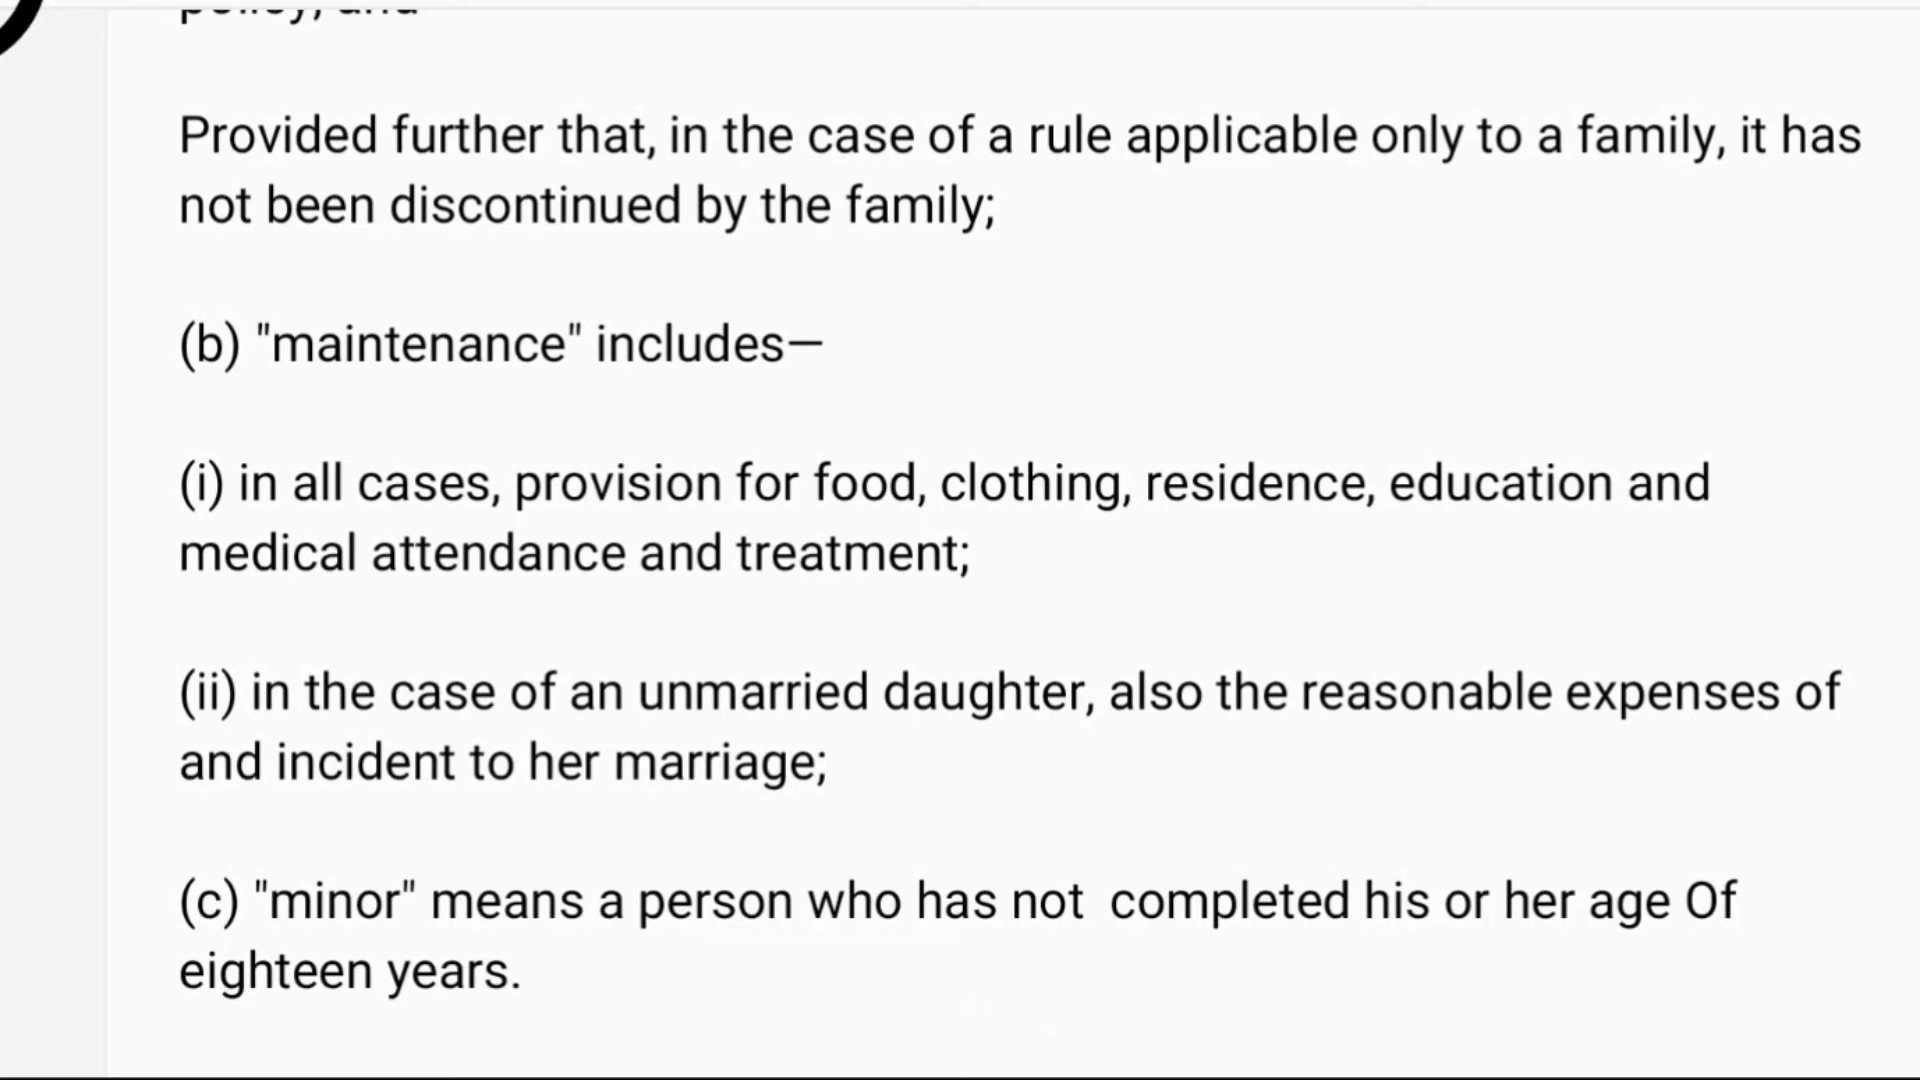 Provided further that, in the case of a rule applicable only to a family, it has
not been discontinued by the family;
(b) "maintenance" includes—
(i) in all cases, provision for food, clothing, residence, education and
medical attendance and treatment;
(ii) in the case of an unmarried daughter, also the reasonable expenses of
and incident to her marriage;
(c) "minor" means a person who has not  completed his or her age Of
eighteen years.